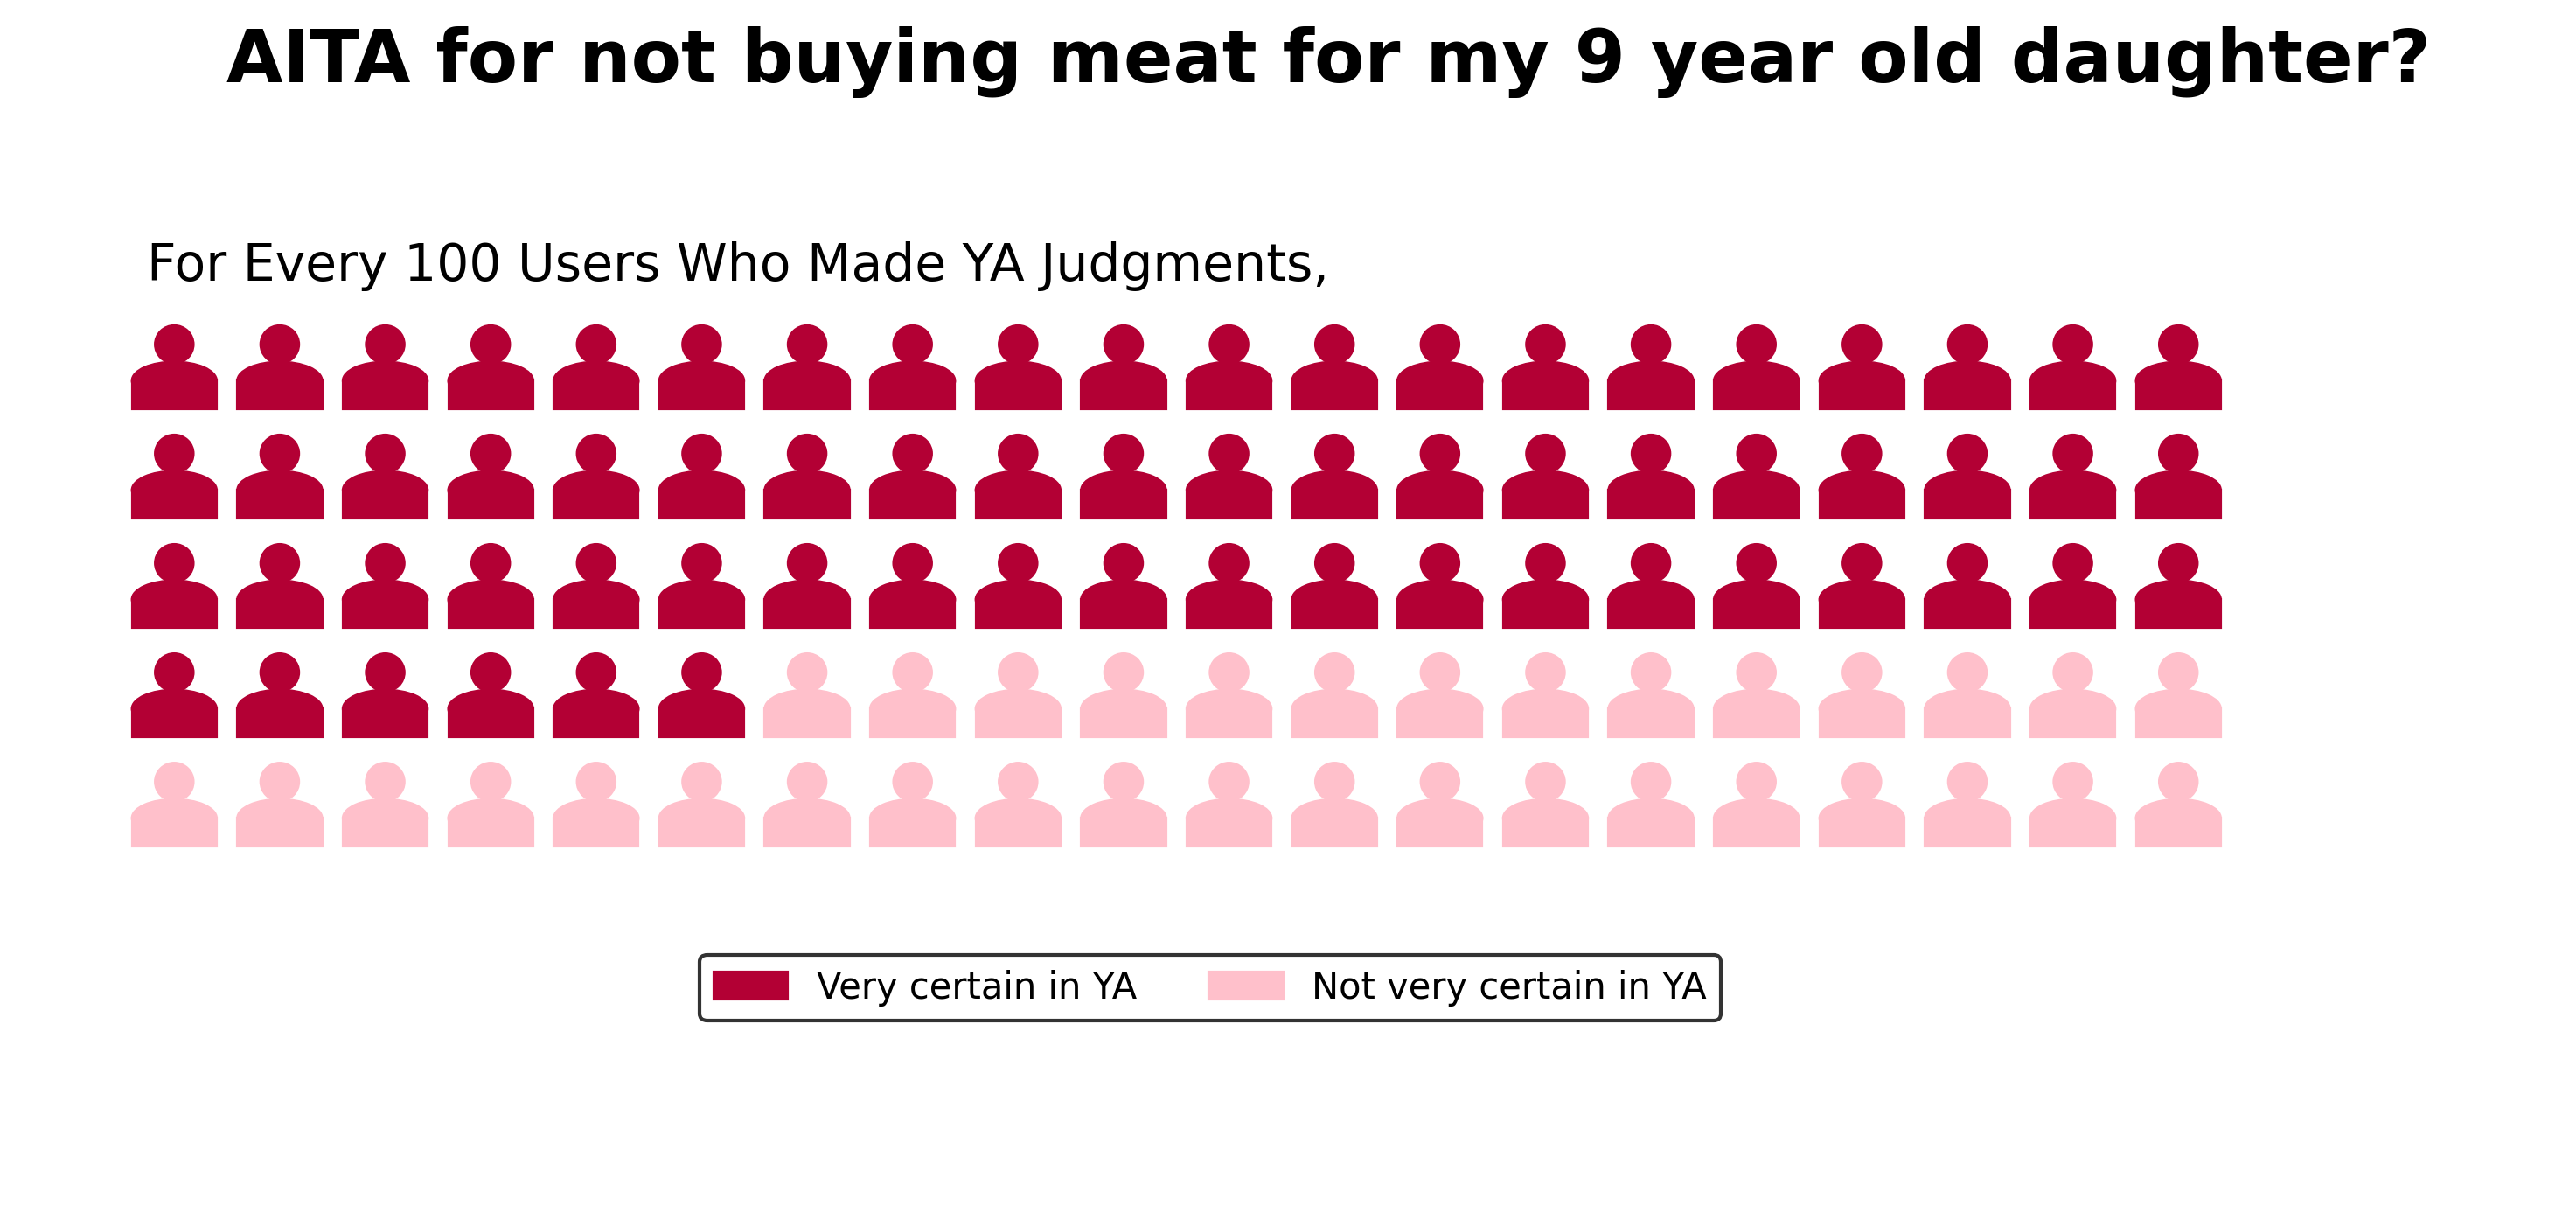 AITA for not buying meat for my 9 year old daughter?
For Every 100 Users Who Made YA Judgments,
Very certain in YA
Not very certain in YA